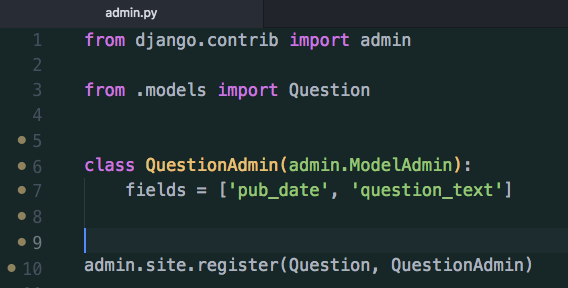 admin.py
1 from django.contrib import admin
2
3 from .models import Question
4
5
6 class QuestionAdmin(admin.ModelAdmin):
7     fields = ['pub_date', 'question_text']
8
9
10 admin.site.register(Question, QuestionAdmin)